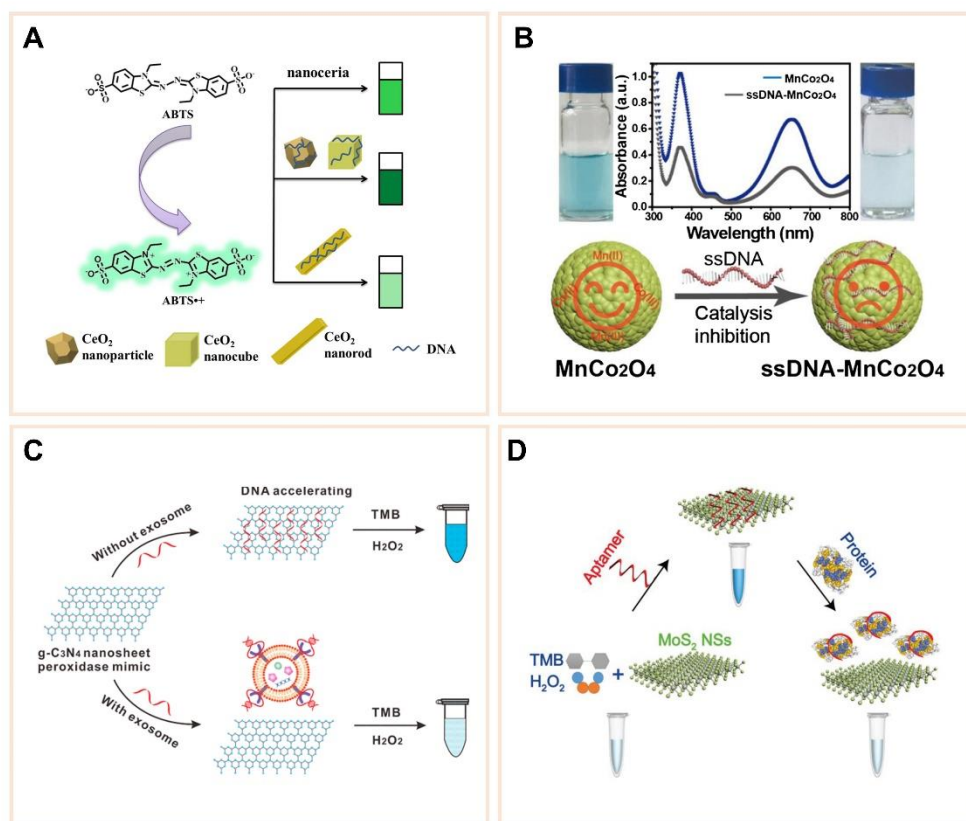 A
ABTS
nanoceria
ABTS•+
CeO2
nanoparticle
CeO2
nanocube
CeO2
nanorod
DNA
B
MnCo2O4
ssDNA-MnCo2O4
Absorbance (a.u.)
1.0
0.8
0.6
0.4
0.2
0.0
300 400 500 600 700 800
Wavelength (nm)
Mn(II)
ssDNA
Catalysis
inhibition
MnCo2O4
ssDNA-MnCo2O4
C
DNA accelerating
Without exosome
TMB
H2O2
g-C3N4 nanosheet
peroxidase mimic
With exosome
XXXX
TMB
H2O2
D
Aptamer
Protein
TMB
H2O2
+
MoS2 NSs